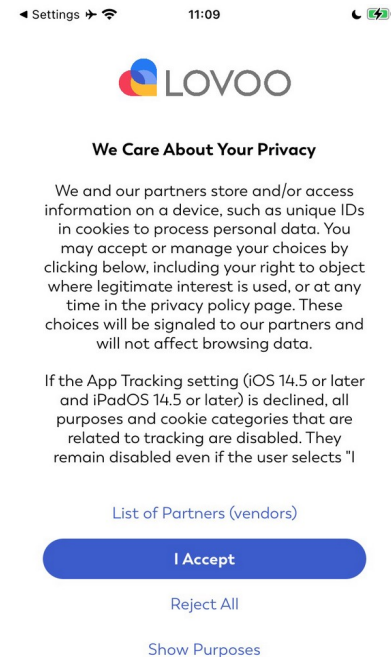 Settings
11:09
LOVOO
We Care About Your Privacy
We and our partners store and/or access
information on a device, such as unique IDs
in cookies to process personal data. You
may accept or manage your choices by
clicking below, including your right to object
where legitimate interest is used, or at any
time in the privacy policy page. These
choices will be signaled to our partners and
will not affect browsing data.
If the App Tracking setting (iOS 14.5 or later
and iPadOS 14.5 or later) is declined, all
purposes and cookie categories that are
related to tracking are disabled. They
remain disabled even if the user selects "I
List of Partners (vendors)
I Accept
Reject All
Show Purposes